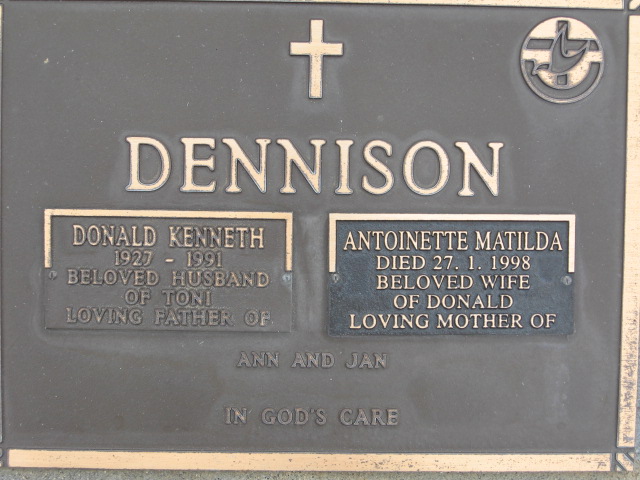 DENNISON
DONALD KENNETH
1927 - 1991
BELOVED HUSBAND
OF TONI
LOVING FATHER OF
ANTOINETTE MATILDA
DIED 27. 1. 1998
BELOVED WIFE
OF DONALD
LOVING MOTHER OF
ANN AND JAN
IN GOD'S CARE